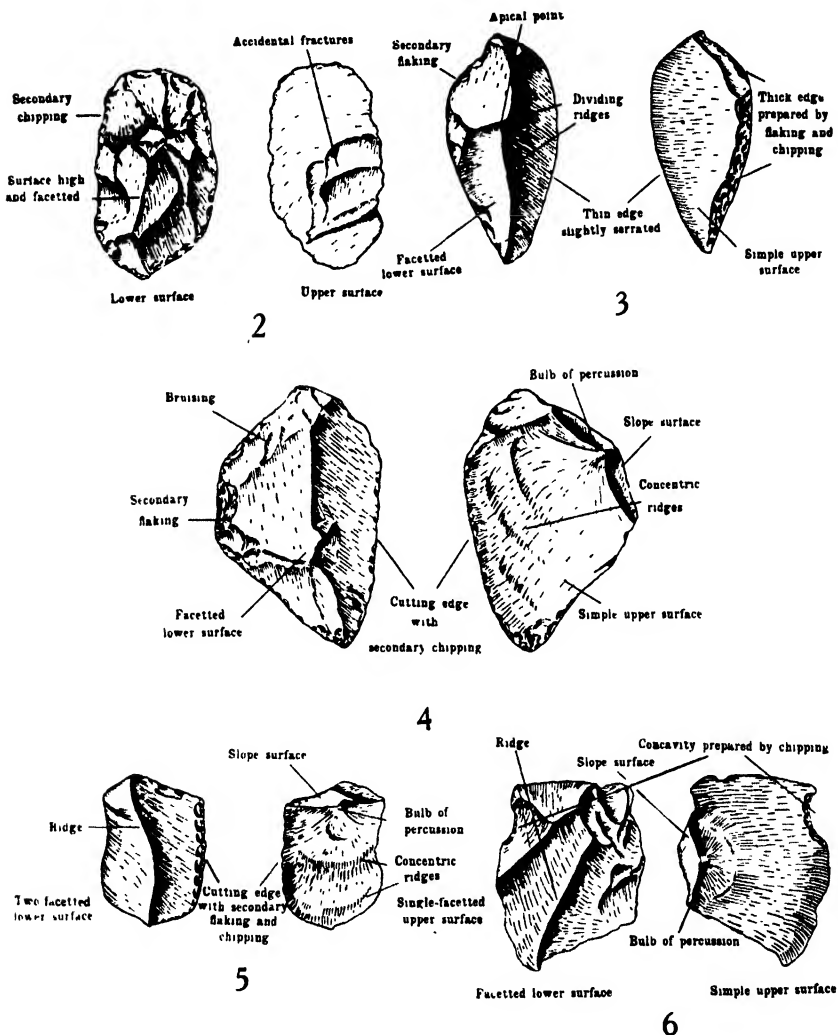 Accidental fractures
Secondary
chipping
Surface high
and facetted
Lower surface
Upper surface
2
Apical point
Secondary
flaking
Dividing
ridges
Thick edge
prepared by
flaking and
chipping
Thin edge
slightly serrated
Facetted
lower surface
Simple upper
surface
3
Bruising
Bulb of percussion
Slope surface
Secondary
flaking
Concentric
ridges
Facetted
lower surface
Cutting edge
with
secondary chipping
Simple upper surface
4
Slope surface
Ridge
Bulb of
percussion
Concentric
ridges
Two facetted
lower surface
Cutting edge
with secondary
flaking and
chipping
Single-facetted
upper surface
5
Ridge
Slope surface
Concavity prepared by chipping
Bulb of percussion
Facetted lower surface
Simple upper surface
6